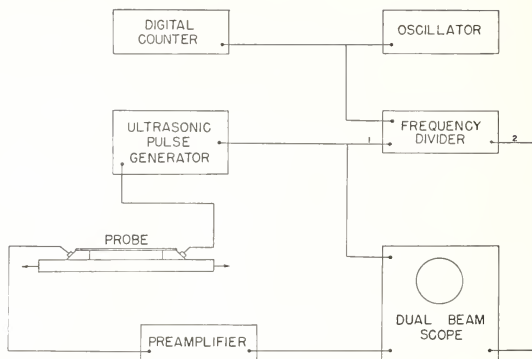 DIGITAL
COUNTER
OSCILLATOR
ULTRASONIC
PULSE
GENERATOR
1
FREQUENCY
DIVIDER
2
PROBE
DUAL BEAM
SCOPE
PREAMPLIFIER